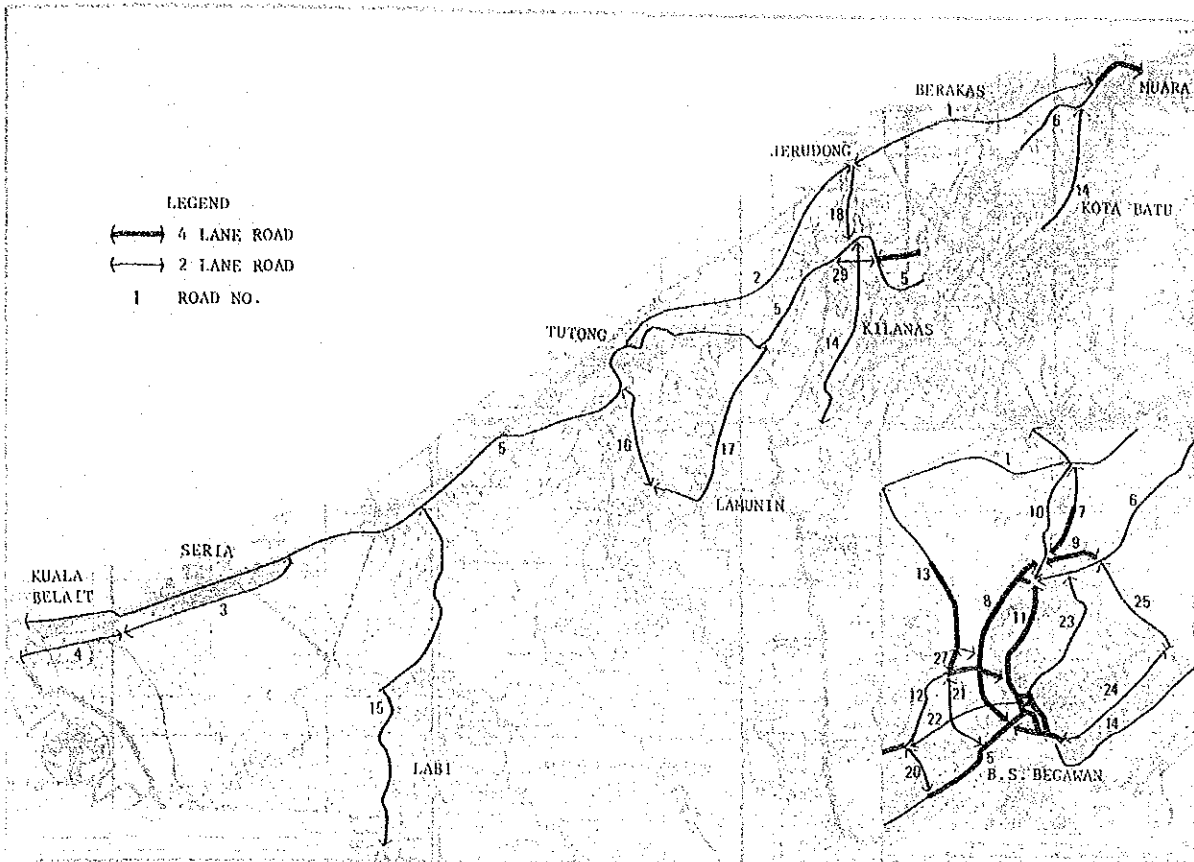 MUARA
BERAKAS
1
6
JERUDONG
14
KOTA BATU
LEGEND
4 LANE ROAD
2 LANE ROAD
1 ROAD NO.
18
2
29
5
5
TUTONG
KILANAS
14
16
17
5
LAMUNIN
SERIA
KUALA
BELAIT
3
4
15
LABI
1
6
10
7
9
13
8
11
25
23
27
12
21
24
22
14
5
B.S. BEGAWAN
20